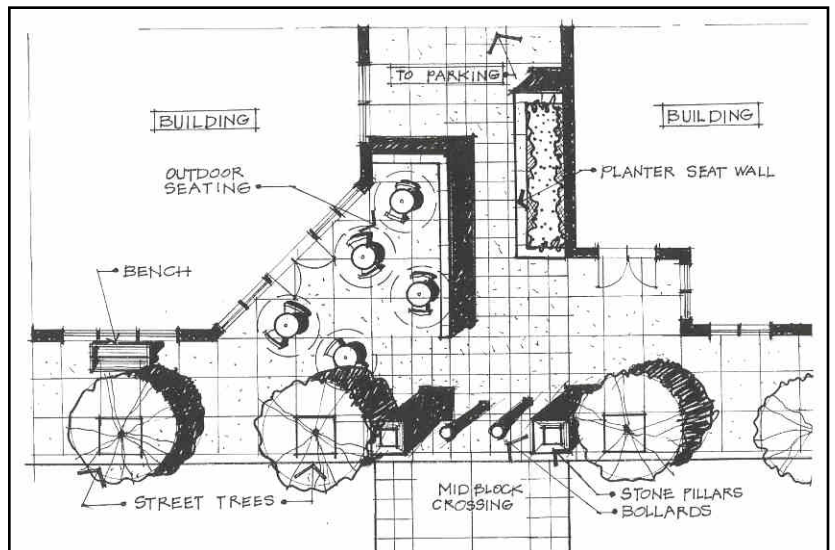 TO PARKING
BUILDING
BUILDING
OUTDOOR
SEATING
PLANTER SEAT WALL
BENCH
MID BLOCK
CROSSING
STREET TREES
STONE PILLARS
BOLLARDS